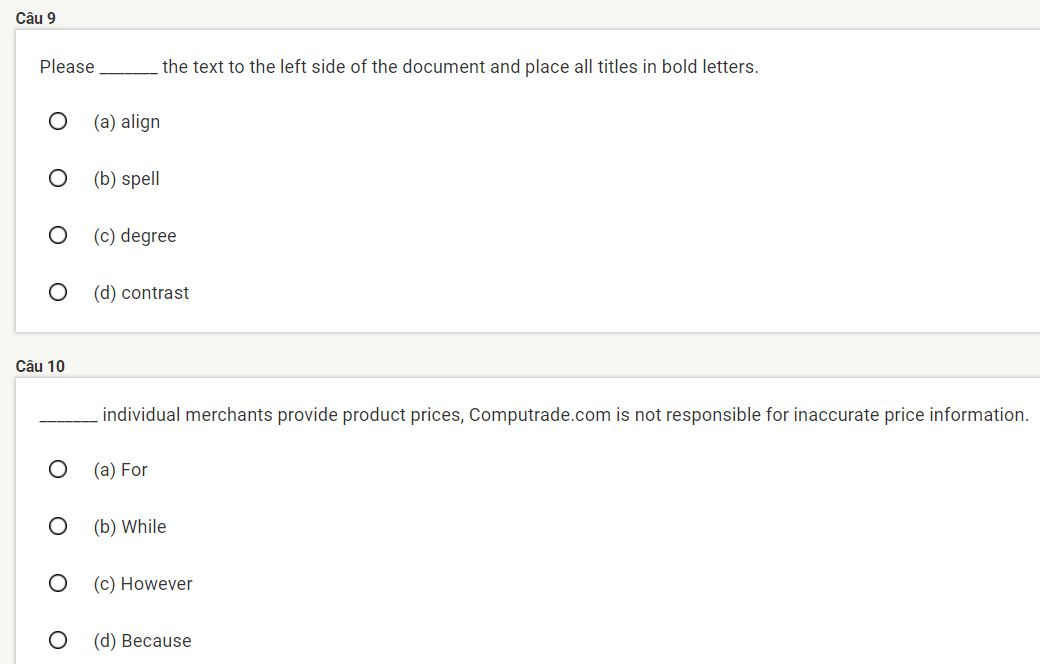 Câu 9
Please _______ the text to the left side of the document and place all titles in bold letters.
(a) align
(b) spell
(c) degree
(d) contrast
Câu 10
_______ individual merchants provide product prices, Computrade.com is not responsible for inaccurate price information.
(a) For
(b) While
(c) However
(d) Because